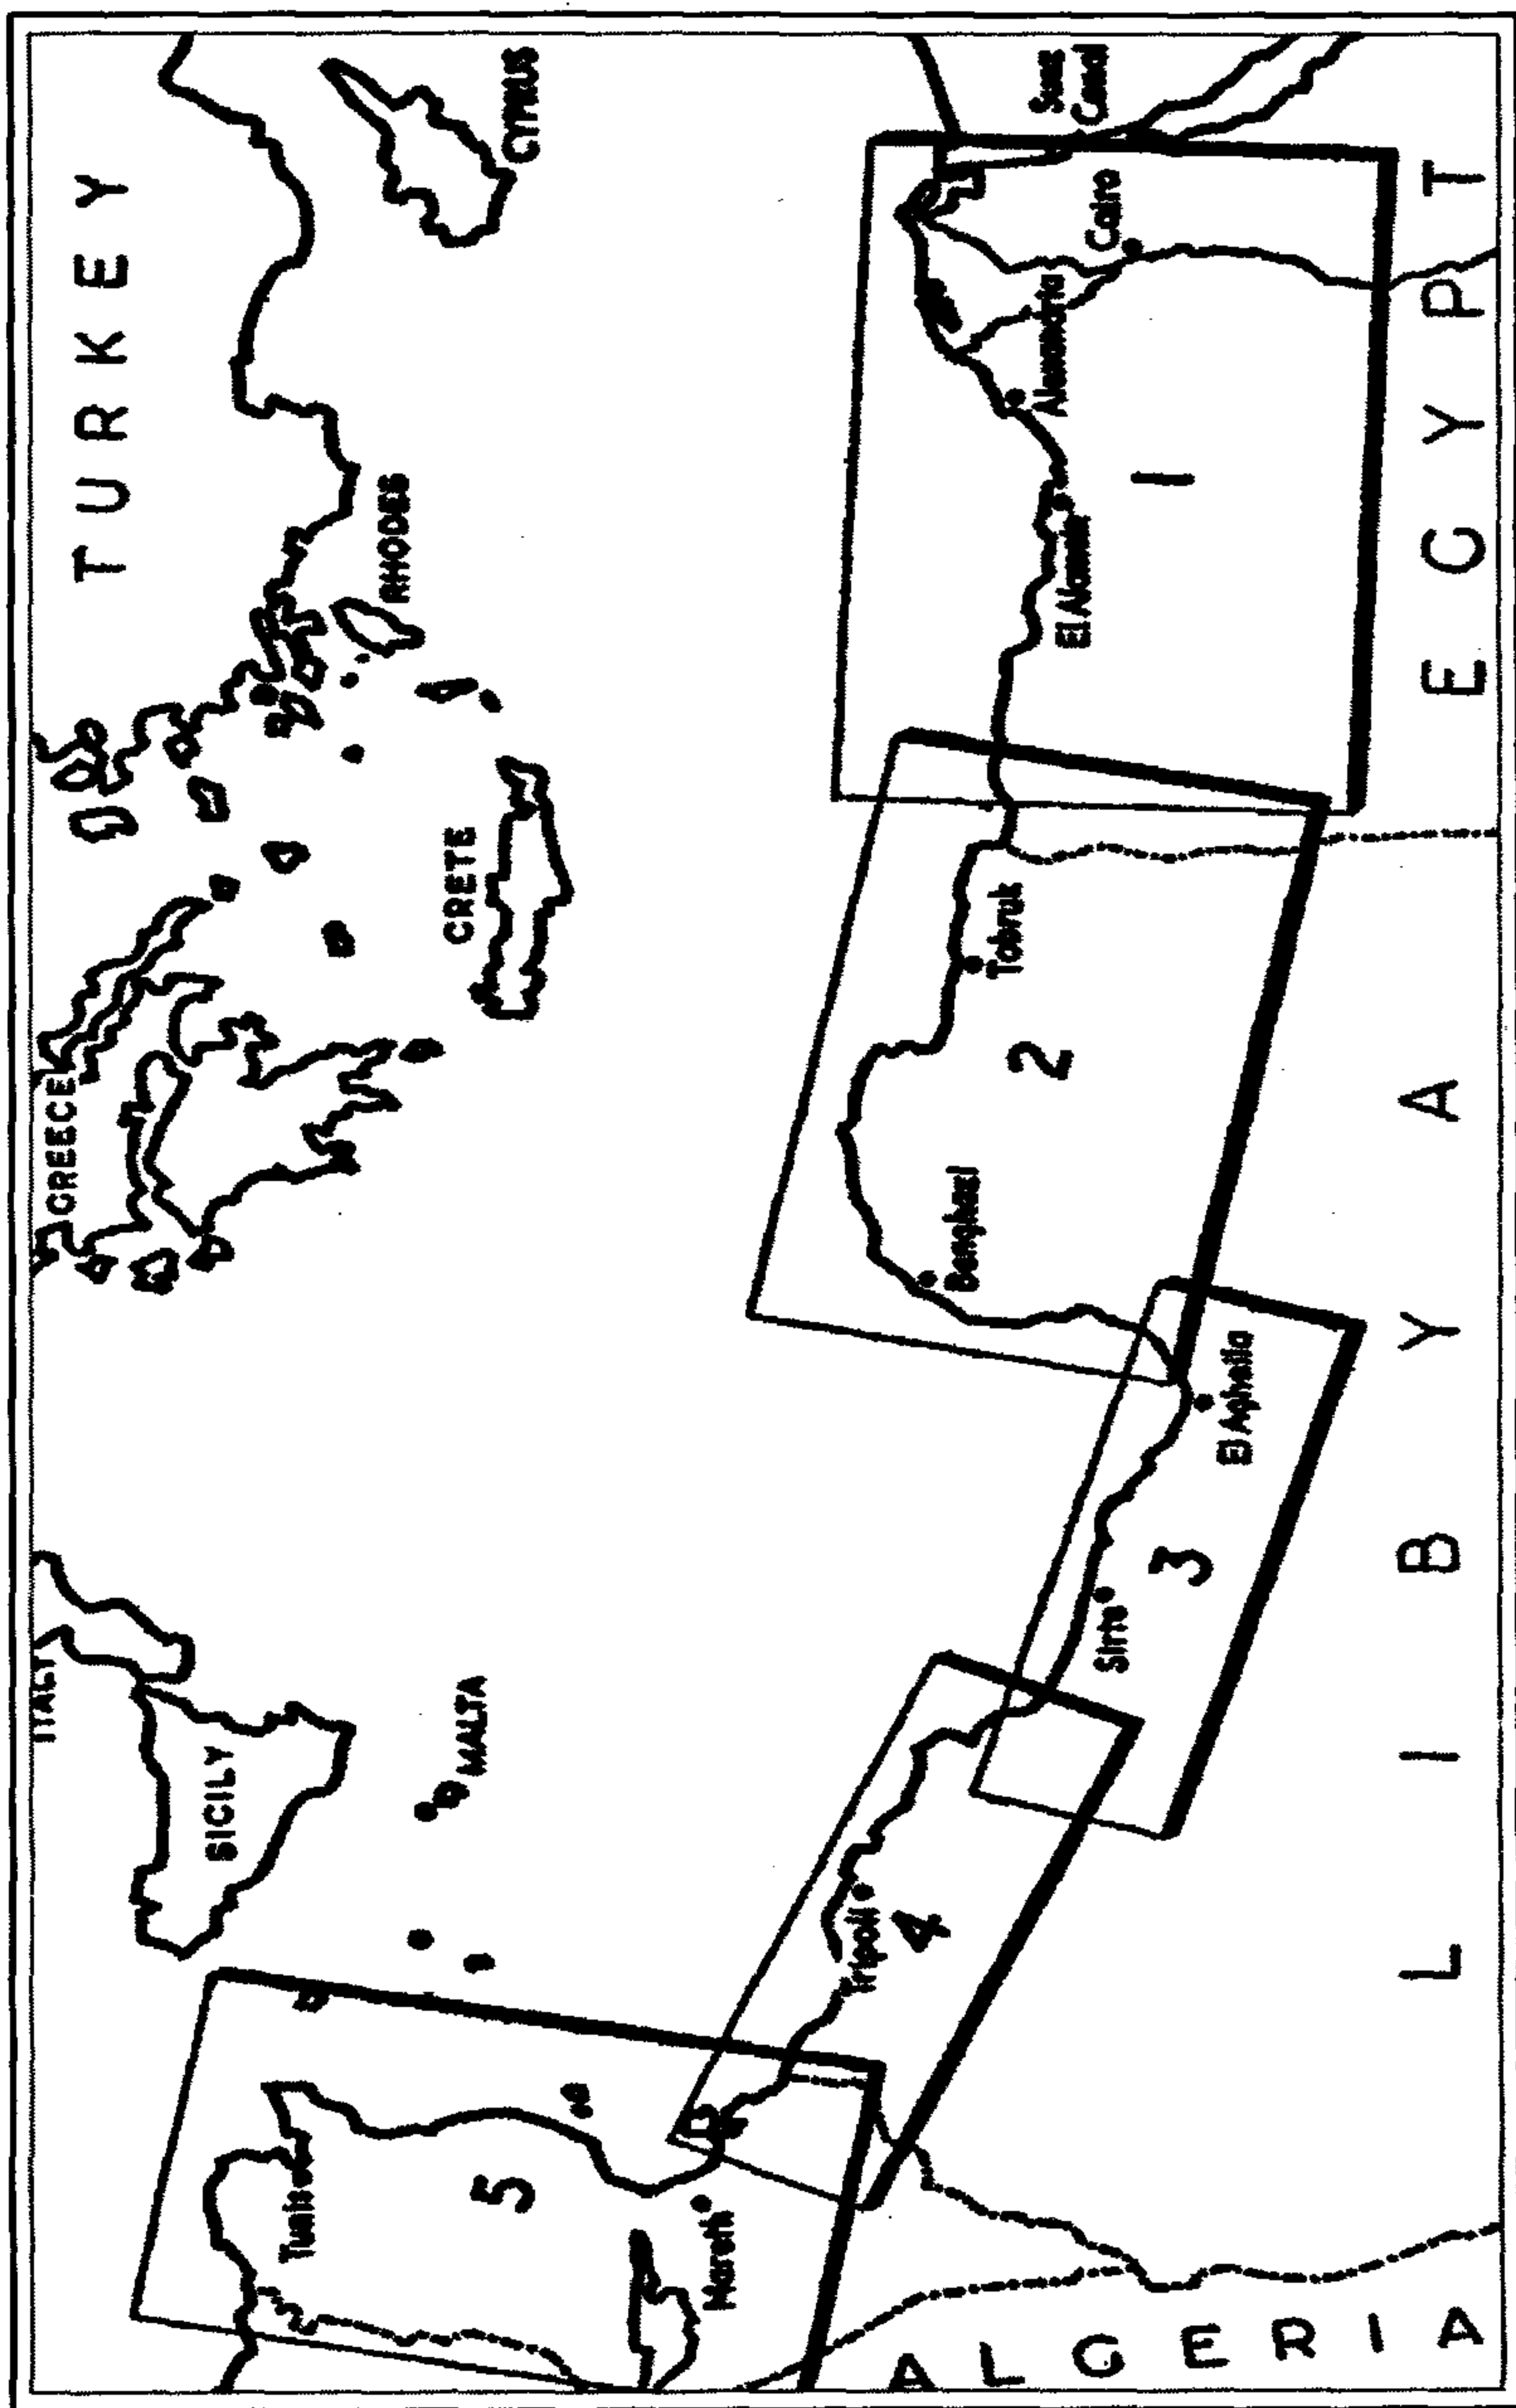 ITALY
GREECE
TURKEY
SICILY
MALTA
CRETE
RHODES
CYPRUS
Tunis
5
Mareth
Tripoli
4
Sirte
3
El Agheila
Benghazi
2
Tobruk
El Alamein
1
Alexandria
Cairo
Suez
Canal
ALGERIA
LIBYA
EGYPT